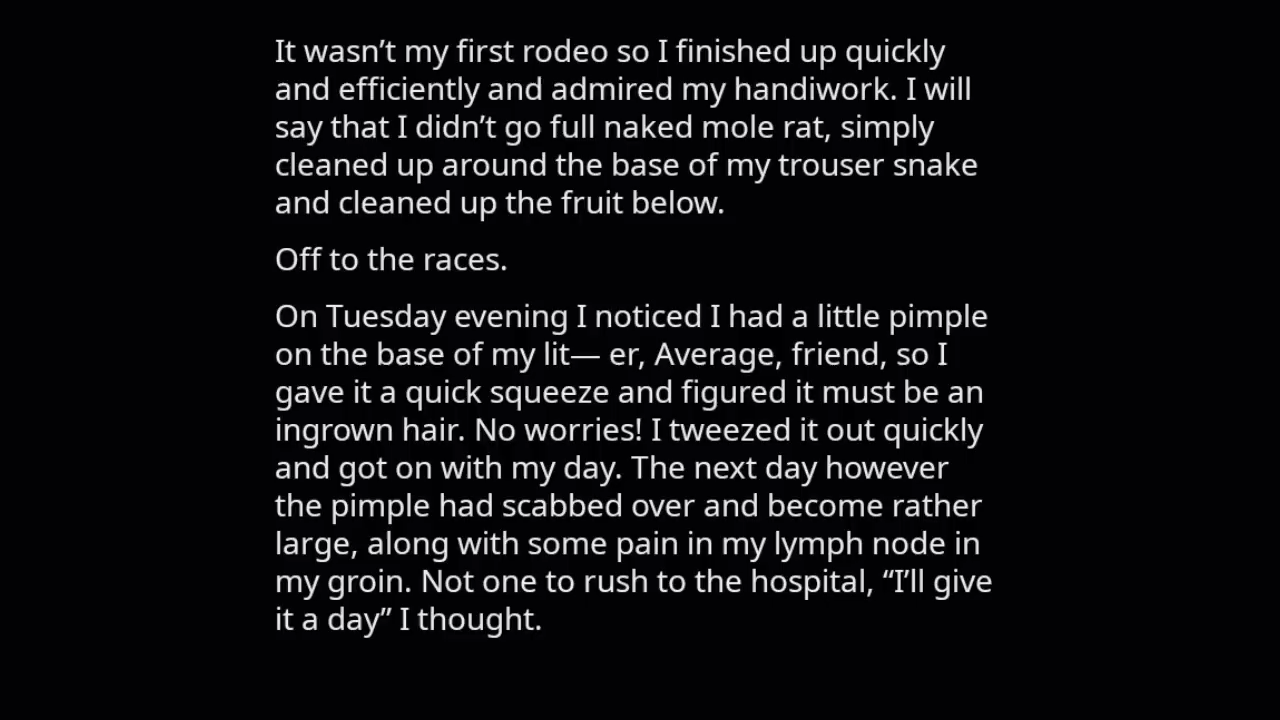 It wasn’t my first rodeo so I finished up quickly
and efficiently and admired my handiwork. I will
say that I didn’t go full naked mole rat, simply
cleaned up around the base of my trouser snake
and cleaned up the fruit below.
Off to the races.
On Tuesday evening I noticed I had a little pimple
on the base of my lit— er, Average, friend, so I
gave it a quick squeeze and figured it must be an
ingrown hair. No worries! I tweezed it out quickly
and got on with my day. The next day however
the pimple had scabbed over and become rather
large, along with some pain in my lymph node in
my groin. Not one to rush to the hospital, “I’ll give
it a day” I thought.